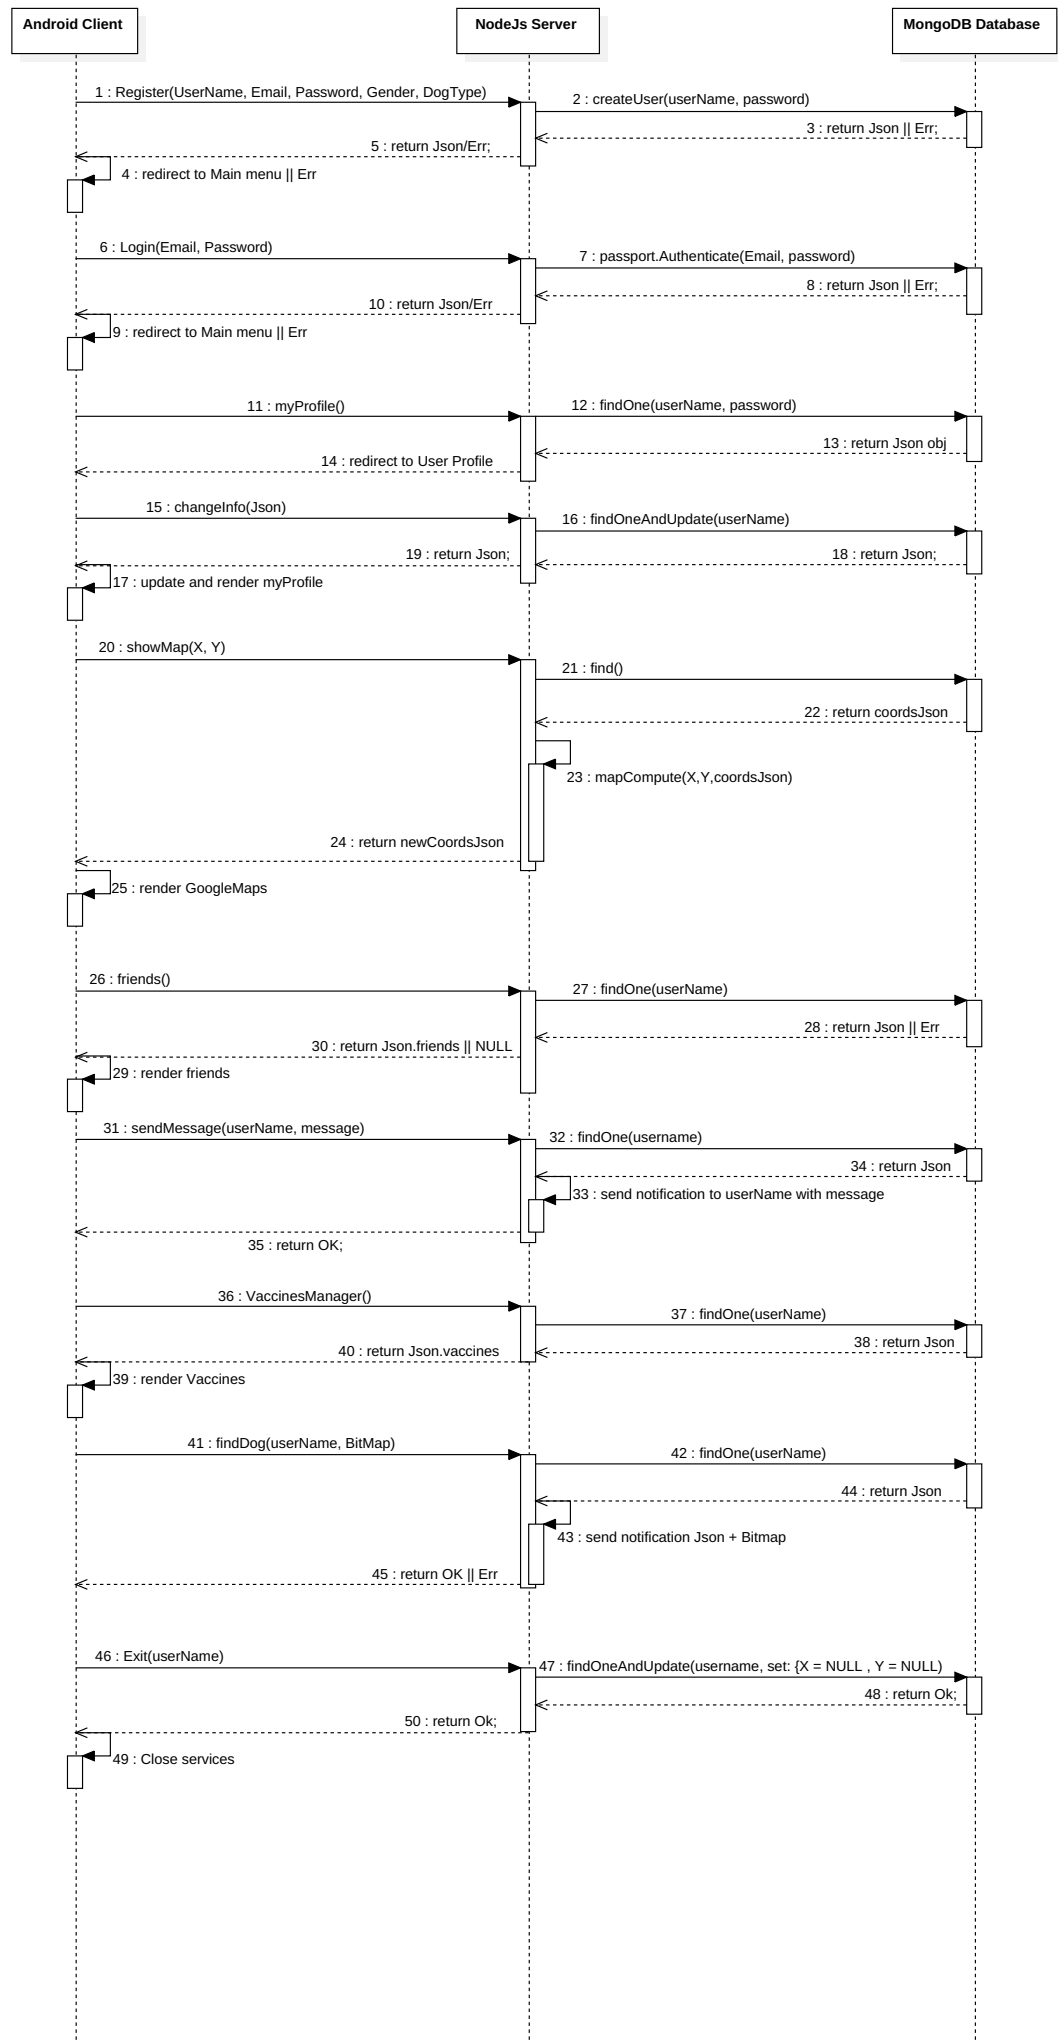 Android Client
NodeJs Server
MongoDB Database
1 : Register(UserName, Email, Password, Gender, DogType)
2 : createUser(userName, password)
3 : return Json || Err;
5 : return Json/Err;
4 : redirect to Main menu || Err
6 : Login(Email, Password)
7 : passport.Authenticate(Email, password)
8 : return Json || Err;
10 : return Json/Err
9 : redirect to Main menu || Err
11 : myProfile()
12 : findOne(userName, password)
13 : return Json obj
14 : redirect to User Profile
15 : changeInfo(Json)
16 : findOneAndUpdate(userName)
19 : return Json;
18 : return Json;
17 : update and render myProfile
20 : showMap(X, Y)
21 : find()
22 : return coordsJson
23 : mapCompute(X,Y,coordsJson)
24 : return newCoordsJson
25 : render GoogleMaps
26 : friends()
27 : findOne(userName)
28 : return Json || Err
30 : return Json.friends || NULL
29 : render friends
31 : sendMessage(userName, message)
32 : findOne(username)
34 : return Json
33 : send notification to userName with message
35 : return OK;
36 : VaccinesManager()
37 : findOne(userName)
38 : return Json
40 : return Json.vaccines
39 : render Vaccines
41 : findDog(userName, BitMap)
42 : findOne(userName)
44 : return Json
43 : send notification Json + Bitmap
45 : return OK || Err
46 : Exit(userName)
47 : findOneAndUpdate(username, set: {X = NULL , Y = NULL)
48 : return Ok;
50 : return Ok;
49 : Close services